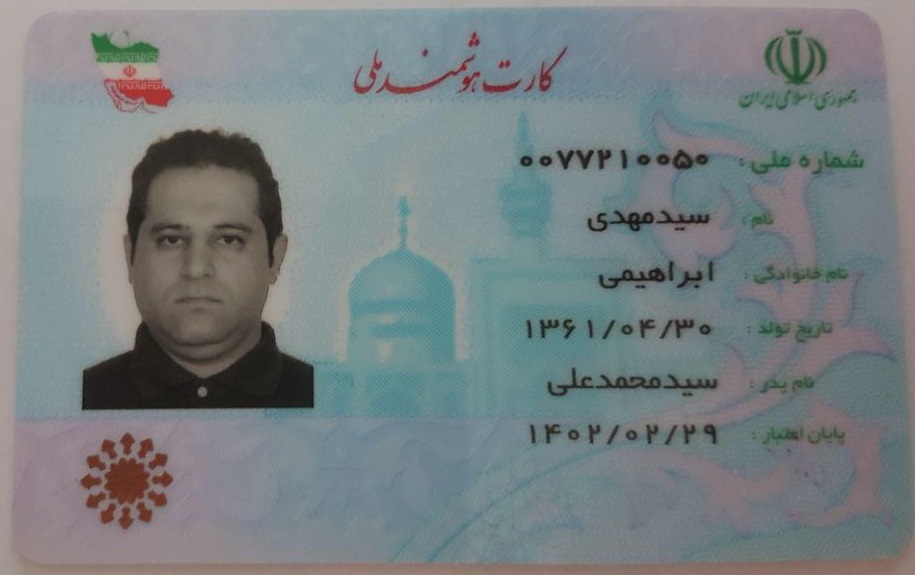 کارت هوشمند ملی
جمهوری اسلامی ایران
شماره ملی: ۰۰۷۷۲۱۰۰۵۰
نام: سیدمهدی
نام خانوادگی: ابراهیمی
تاریخ تولد: ۱۳۶۱/۰۴/۳۰
نام پدر: سیدمحمدعلی
پایان اعتبار: ۱۴۰۲/۰۲/۲۹